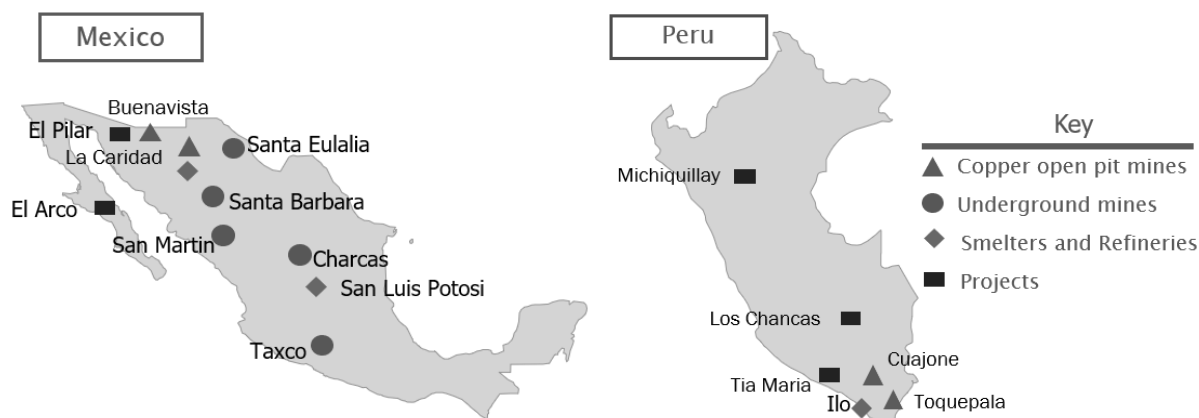 Mexico
Buenavista
El Pilar
La Caridad
Santa Eulalia
Santa Barbara
El Arco
San Martin
Charcas
San Luis Potosi
Taxco
Peru
Michiquillay
Los Chancas
Cuajone
Tia Maria
Ilo
Toquepala
Key
Copper open pit mines
Underground mines
Smelters and Refineries
Projects